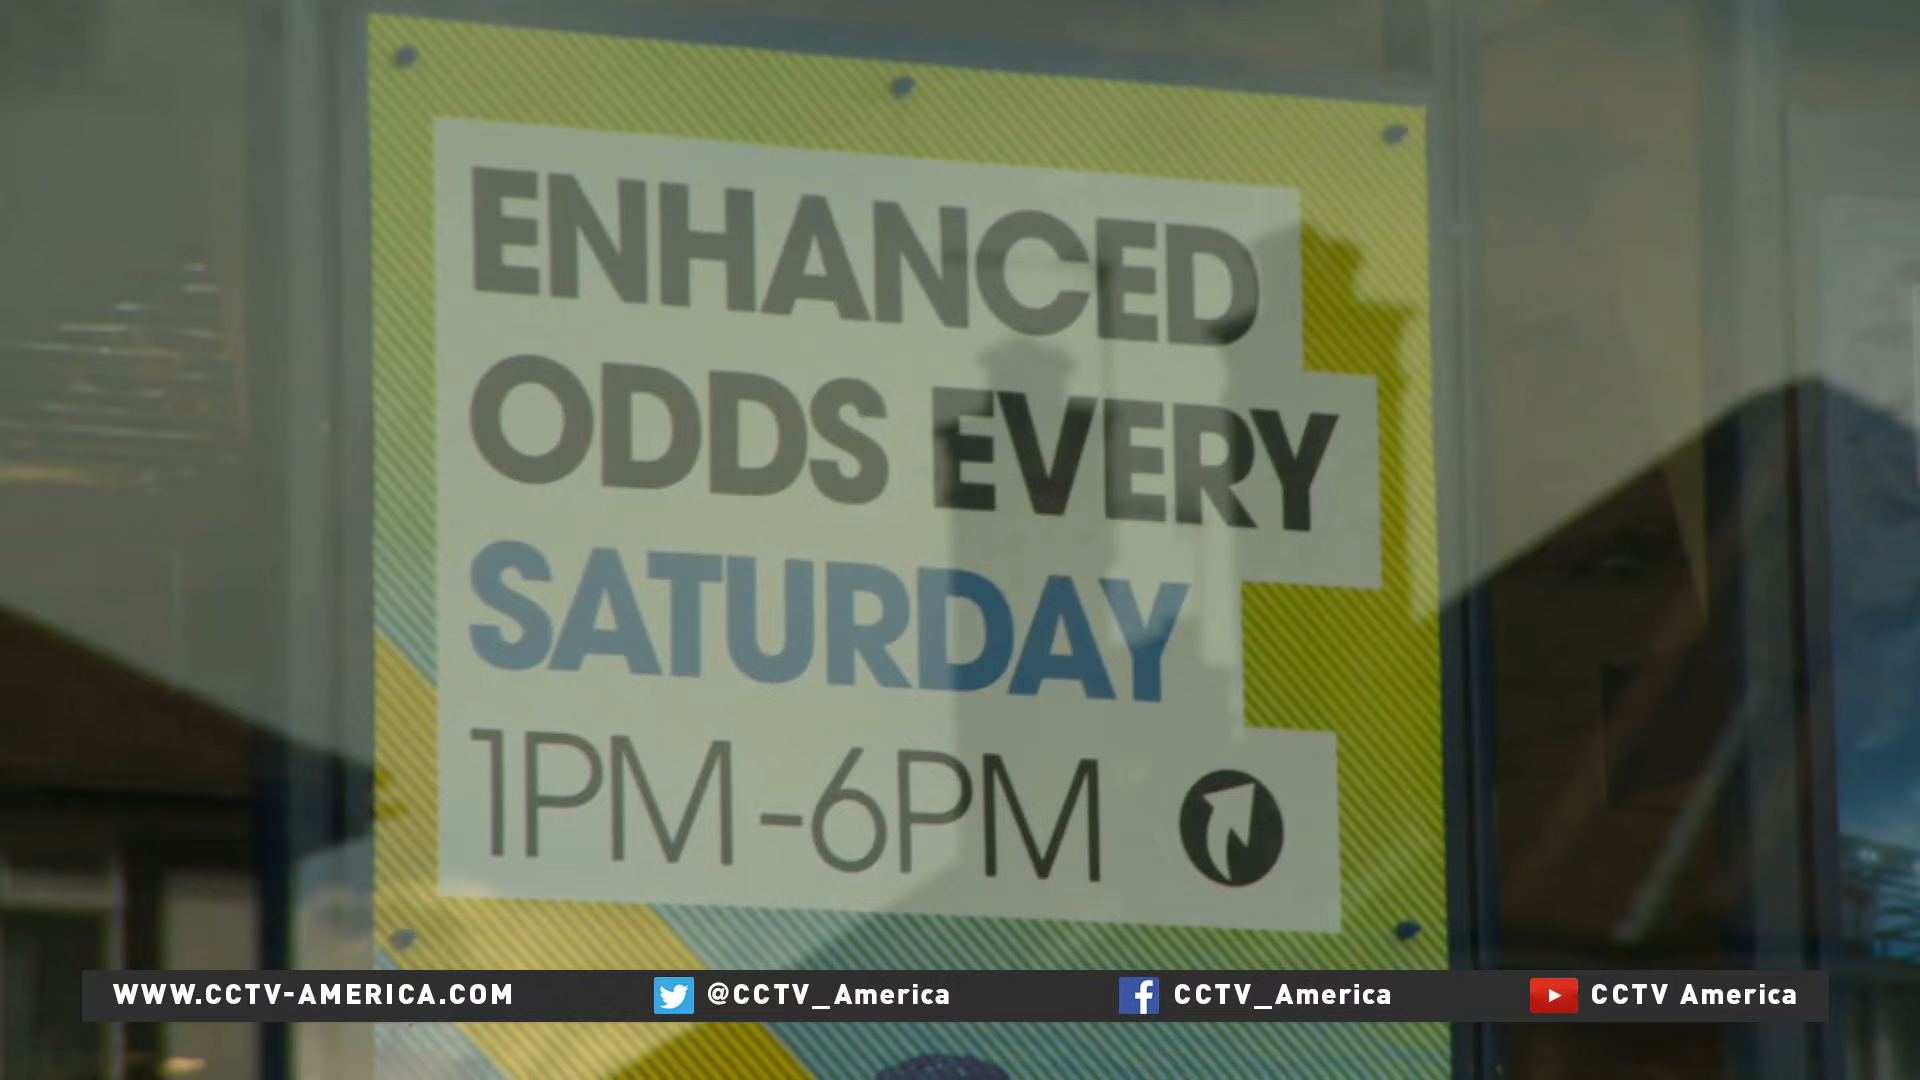 ENHANCED
ODDS EVERY
SATURDAY
1PM-6PM
WWW.CCTV-AMERICA.COM @CCTV_America CCTV_America CCTV America